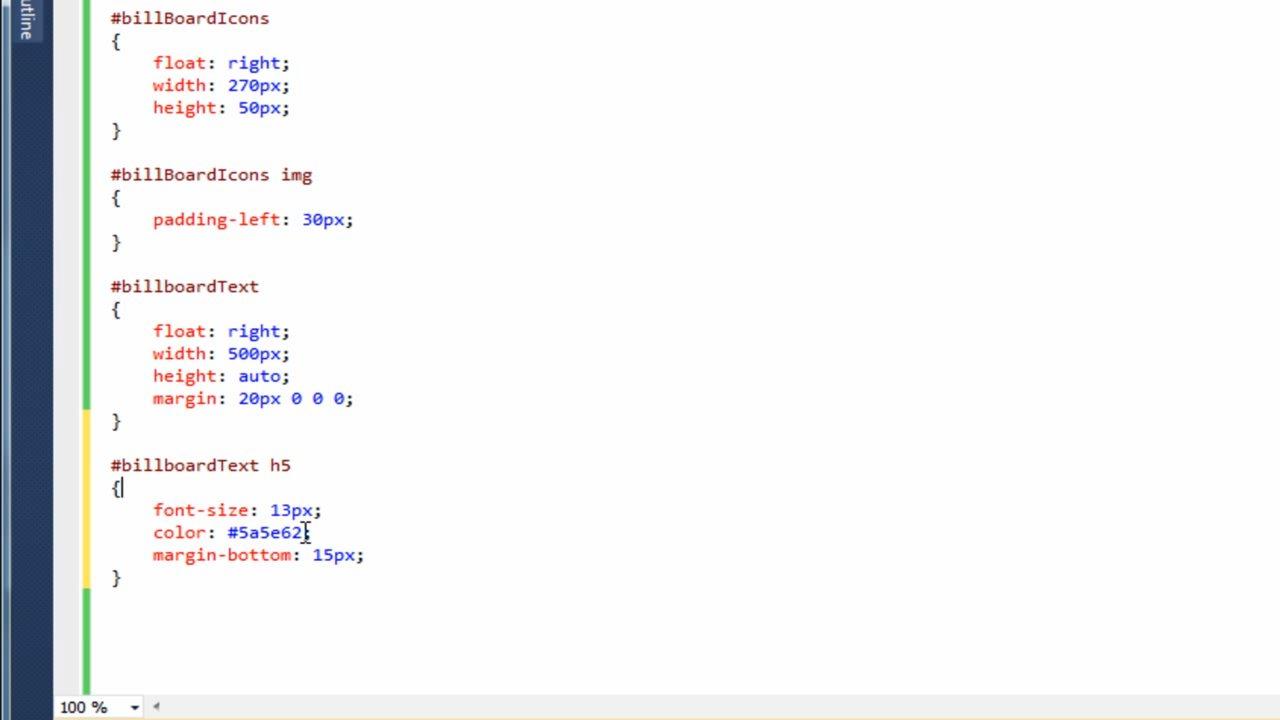 utline
#billBoardIcons
{
float: right;
width: 270px;
height: 50px;
}
#billBoardIcons img
{
padding-left: 30px;
}
#billboardText
{
float: right;
width: 500px;
height: auto;
margin: 20px 0 0 0;
}
#billboardText h5
{
font-size: 13px;
color: #5a5e62;
margin-bottom: 15px;
}
100 %